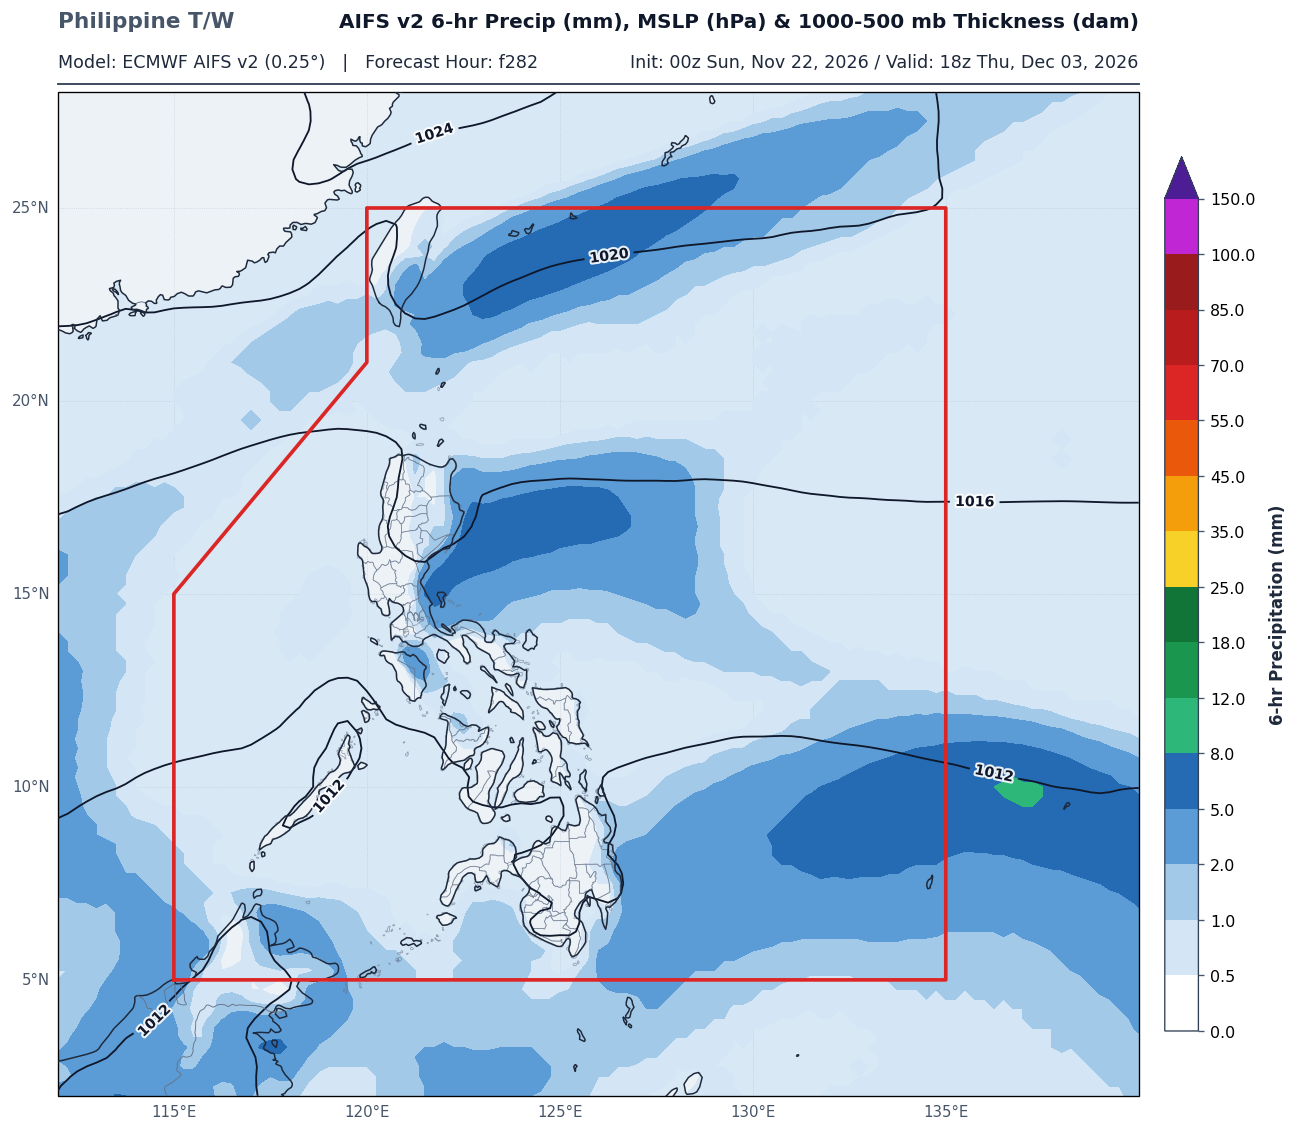 Philippine T/W
AIFS v2 6-hr Precip (mm), MSLP (hPa) & 1000-500 mb Thickness (dam)
Model: ECMWF AIFS v2 (0.25°) | Forecast Hour: f282
Init: 00z Sun, Nov 22, 2026 / Valid: 18z Thu, Dec 03, 2026
1024
1020
1016
1012
1012
1012
25°N
20°N
15°N
10°N
5°N
115°E
120°E
125°E
130°E
135°E
150.0
100.0
85.0
70.0
55.0
45.0
35.0
25.0
18.0
12.0
8.0
5.0
2.0
1.0
0.5
0.0
6-hr Precipitation (mm)